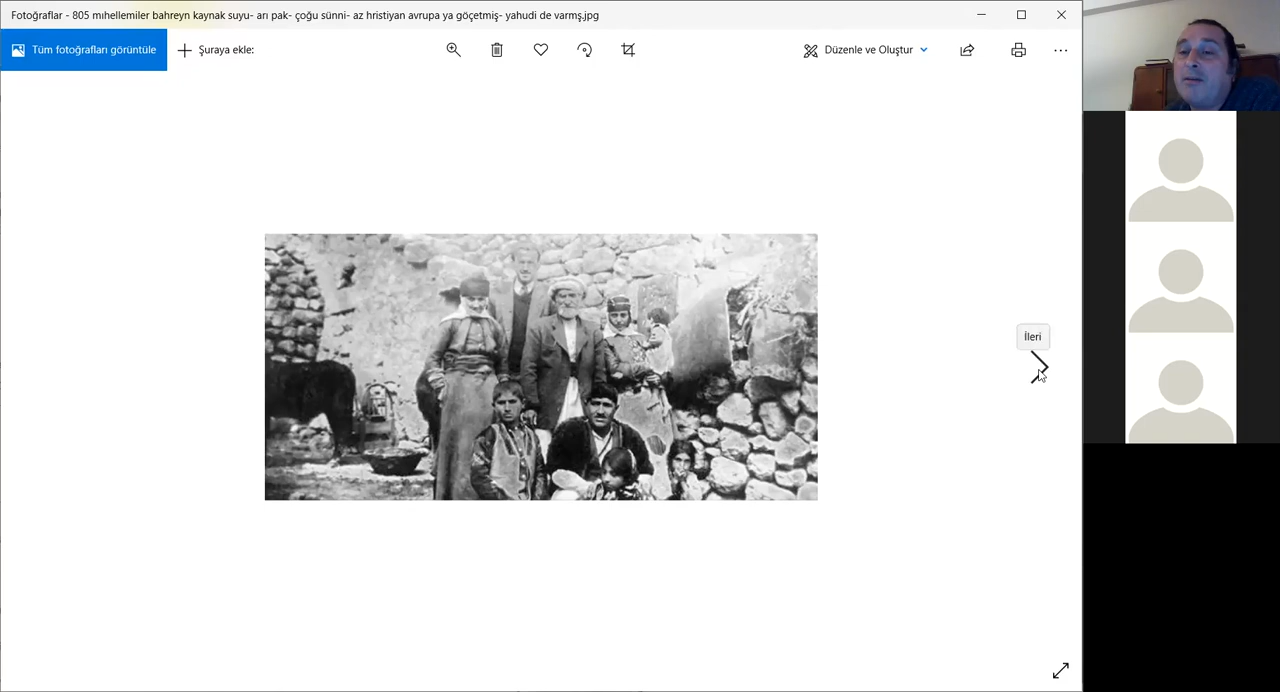 Fotoğraflar - 805 mıhellemiler bahreyn kaynak suyu- arı pak- çoğu sünni- az hristiyan avrupa ya göçetmiş- yahudi de varmş.jpg
Tüm fotoğrafları görüntüle
Şuraya ekle:
Düzenle ve Oluştur
İleri